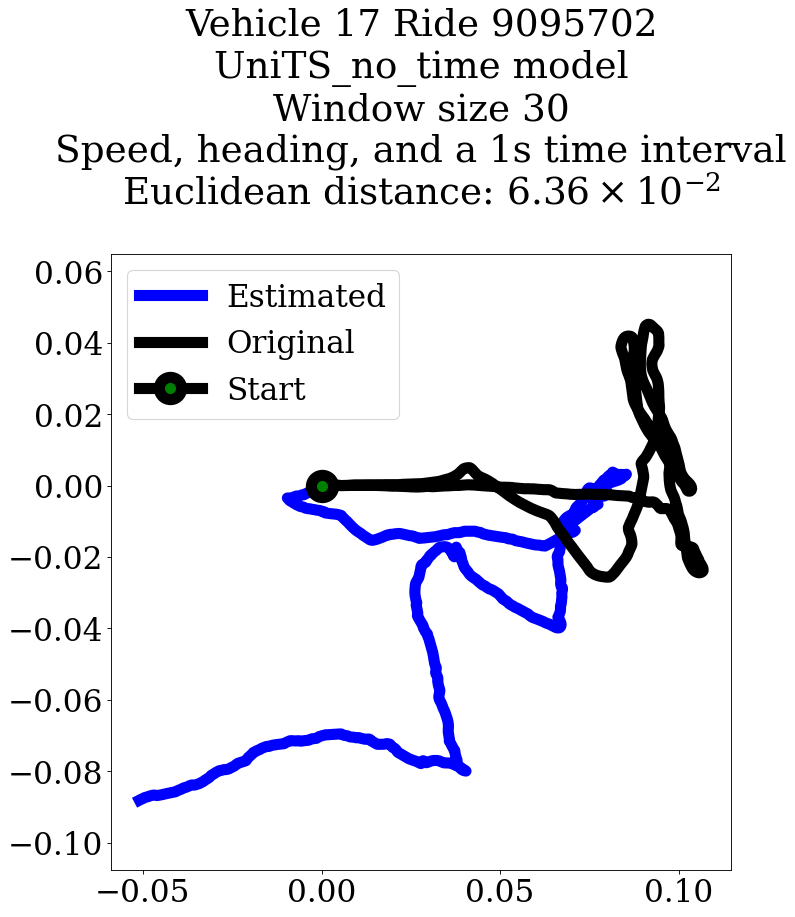 Vehicle 17 Ride 9095702
UniTS_no_time model
Window size 30
Speed, heading, and a 1s time interval
Euclidean distance: 6.36 × 10⁻²
Estimated
Original
Start
0.06
0.04
0.02
0.00
−0.02
−0.04
−0.06
−0.08
−0.10
−0.05
0.00
0.05
0.10